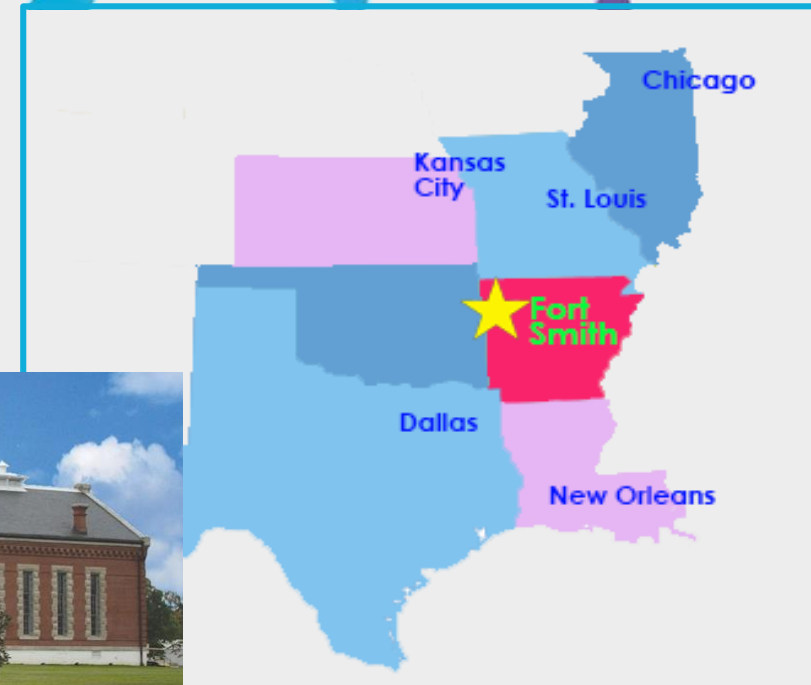 Chicago
Kansas
City
St. Louis
Fort
Smith
Dallas
New Orleans